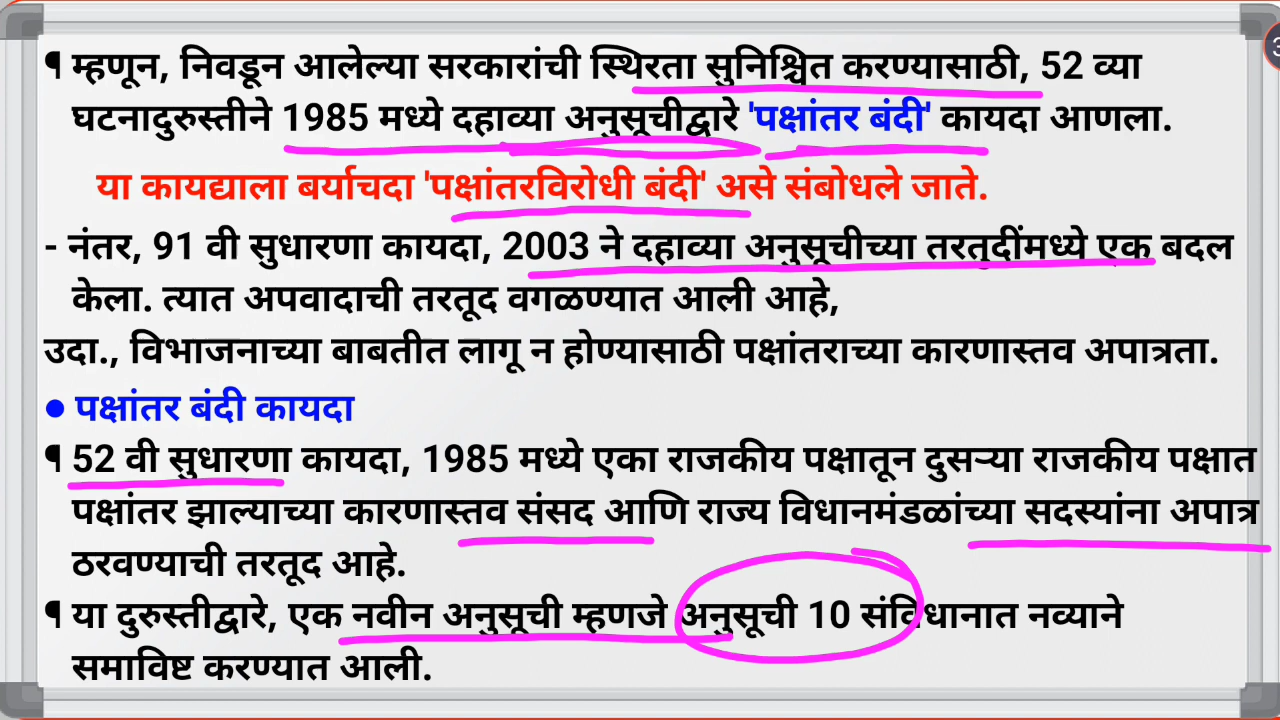 ¶ म्हणून, निवडून आलेल्या सरकारांची स्थिरता सुनिश्चित करण्यासाठी, 52 व्या
घटनादुरुस्तीने 1985 मध्ये दहाव्या अनुसूचीद्वारे 'पक्षांतर बंदी' कायदा आणला.
या कायद्याला बर्याचदा 'पक्षांतरविरोधी बंदी' असे संबोधले जाते.
- नंतर, 91 वी सुधारणा कायदा, 2003 ने दहाव्या अनुसूचीच्या तरतुदींमध्ये एक बदल
केला. त्यात अपवादाची तरतूद वगळण्यात आली आहे,
उदा., विभाजनाच्या बाबतीत लागू न होण्यासाठी पक्षांतराच्या कारणास्तव अपात्रता.
● पक्षांतर बंदी कायदा
¶ 52 वी सुधारणा कायदा, 1985 मध्ये एका राजकीय पक्षातून दुसऱ्या राजकीय पक्षात
पक्षांतर झाल्याच्या कारणास्तव संसद आणि राज्य विधानमंडळांच्या सदस्यांना अपात्र
ठरवण्याची तरतूद आहे.
¶ या दुरुस्तीद्वारे, एक नवीन अनुसूची म्हणजे अनुसूची 10 संविधानात नव्याने
समाविष्ट करण्यात आली.